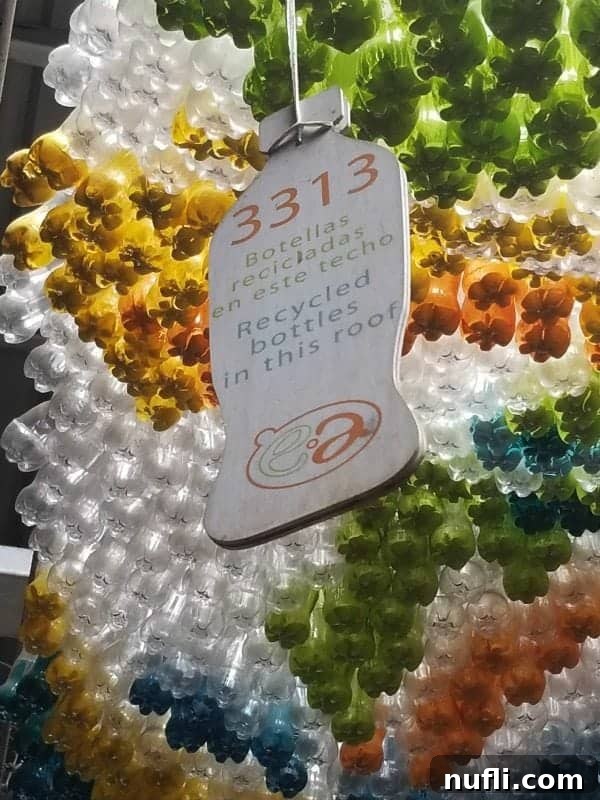 3313
Botellas
recicladas
en este techo
Recycled
bottles
in this roof
e·a
nufli.com